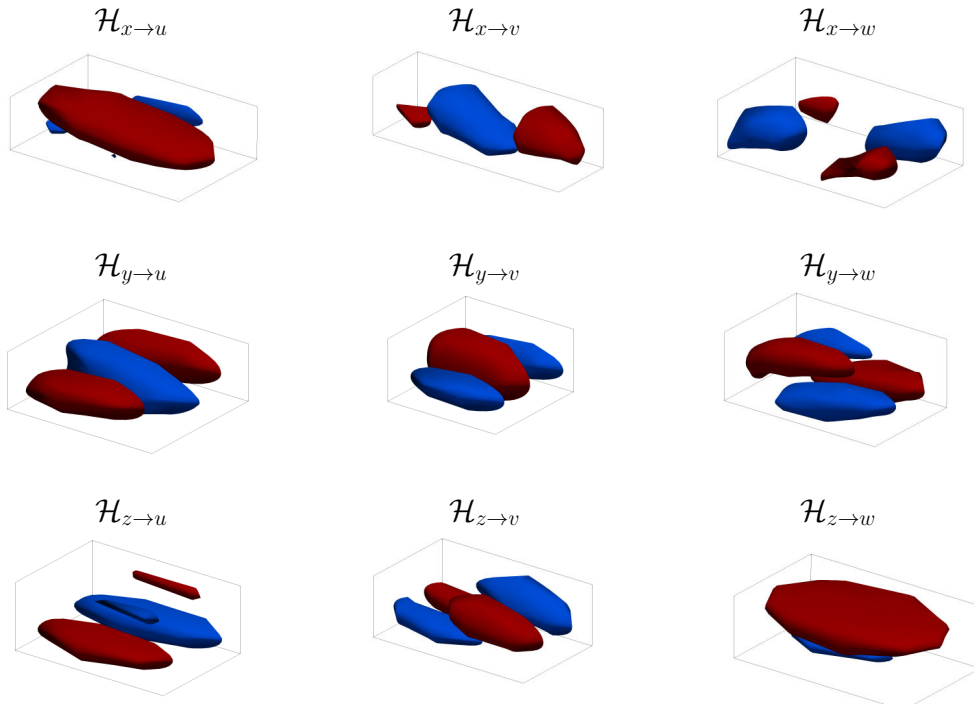 ℋ_{x→u} ℋ_{x→v} ℋ_{x→w}
ℋ_{y→u} ℋ_{y→v} ℋ_{y→w}
ℋ_{z→u} ℋ_{z→v} ℋ_{z→w}